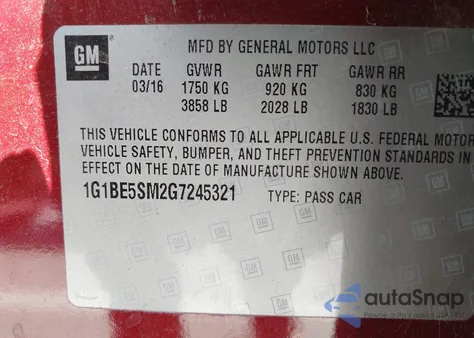 GM
MFD BY GENERAL MOTORS LLC
DATE GVWR GAWR FRT GAWR RR
03/16 1750 KG 920 KG 830 KG
3858 LB 2028 LB 1830 LB
THIS VEHICLE CONFORMS TO ALL APPLICABLE U.S. FEDERAL MOTOR
VEHICLE SAFETY, BUMPER, AND THEFT PREVENTION STANDARDS IN
EFFECT ON THE DATE OF MANUFACTURE SHOWN ABOVE.
1G1BE5SM2G7245321 TYPE: PASS CAR
autoSnap